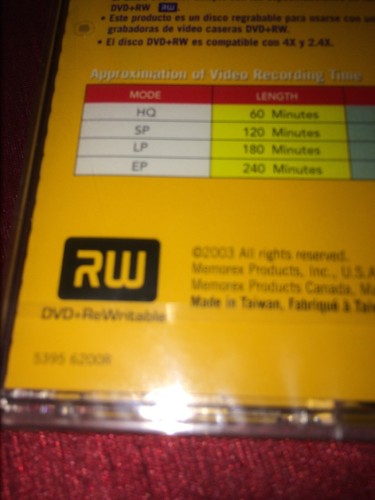 DVD+RW RW
• Este producto es un disco regrabable para usarse con
grabadoras de video caseras DVD+RW.
• El disco DVD+RW es compatible con 4X y 2.4X.
Approximation of Video Recording Time
MODE LENGTH
HQ 60 Minutes
SP 120 Minutes
LP 180 Minutes
EP 240 Minutes
RW
DVD+ReWritable
©2003 All rights reserved.
Memorex Products, Inc., U.S.A
Memorex Products Canada,
Made in Taiwan, Fabriqué à
5395 6200R